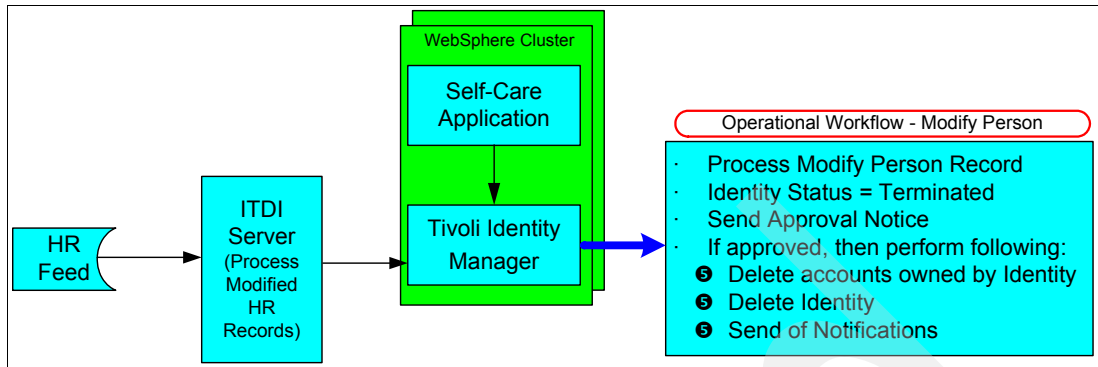 HR
Feed
ITDI
Server
(Process
Modified
HR
Records)
WebSphere Cluster
Self-Care
Application
Tivoli Identity
Manager
Operational Workflow - Modify Person
· Process Modify Person Record
· Identity Status = Terminated
· Send Approval Notice
· If approved, then perform following:
❺ Delete accounts owned by Identity
❺ Delete Identity
❺ Send of Notifications